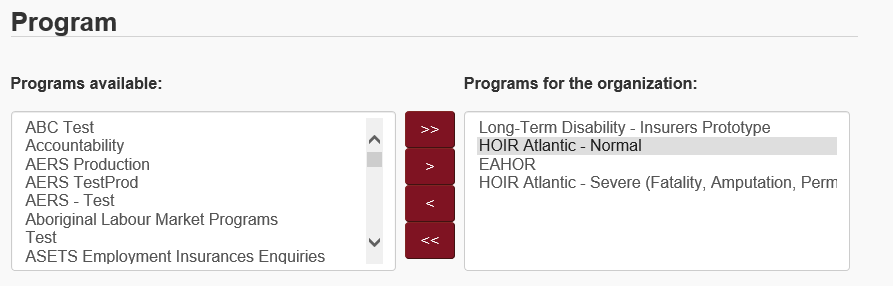 Program
Programs available:
Programs for the organization:
ABC Test
Accountability
AERS Production
AERS TestProd
AERS - Test
Aboriginal Labour Market Programs
Test
ASETS Employment Insurances Enquiries
>>
>
<
<<
Long-Term Disability - Insurers Prototype
HOIR Atlantic - Normal
EAHOR
HOIR Atlantic - Severe (Fatality, Amputation, Perm